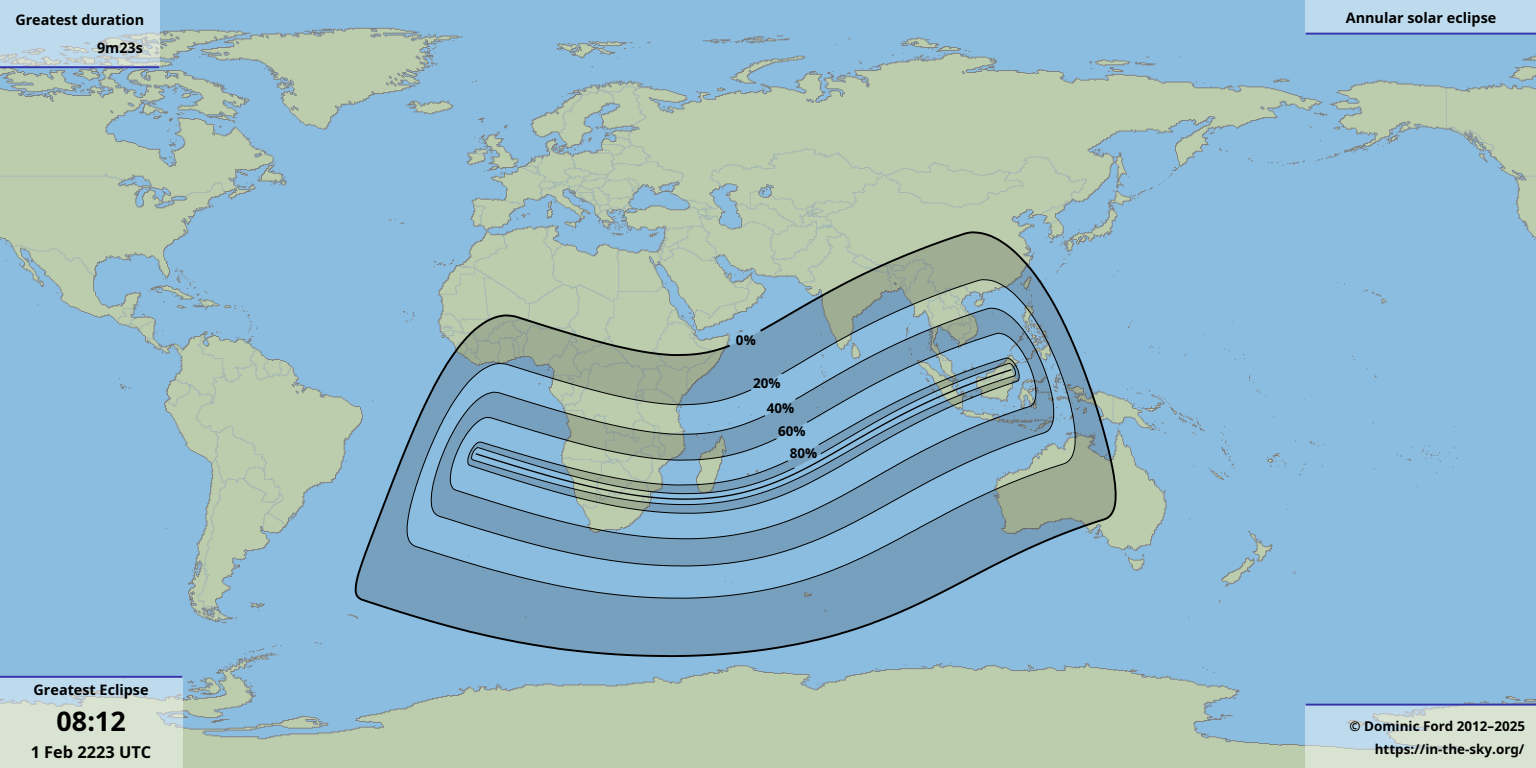 Greatest duration
9m23s
Annular solar eclipse
0%
20%
40%
60%
80%
Greatest Eclipse
08:12
1 Feb 2223 UTC
© Dominic Ford 2012–2025
https://in-the-sky.org/